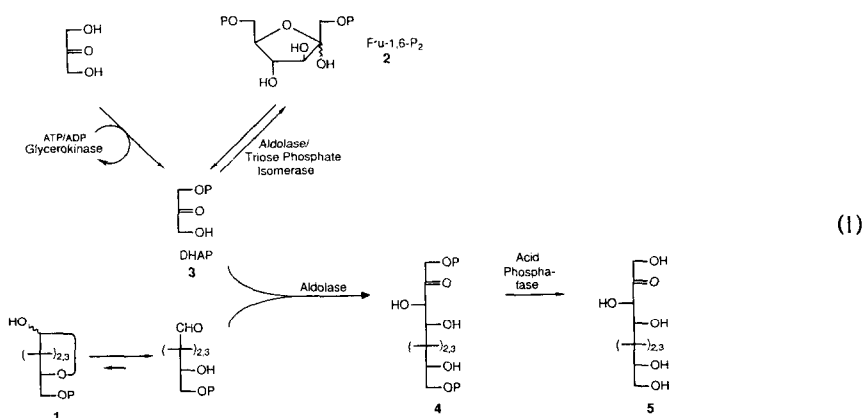 OH
O
OH
PO
O
OP
HO
OH
HO
Fru-1,6-P2
2
ATP/ADP
Glycerokinase
Aldolase/
Triose Phosphate
Isomerase
OP
O
OH
DHAP
3
(1)
Aldolase
HO
( )2,3
O
OP
1
CHO
( )2,3
OH
OP
OP
O
HO
OH
( )2,3
OH
OP
4
Acid
Phospha-
tase
OH
O
HO
OH
( )2,3
OH
OH
5